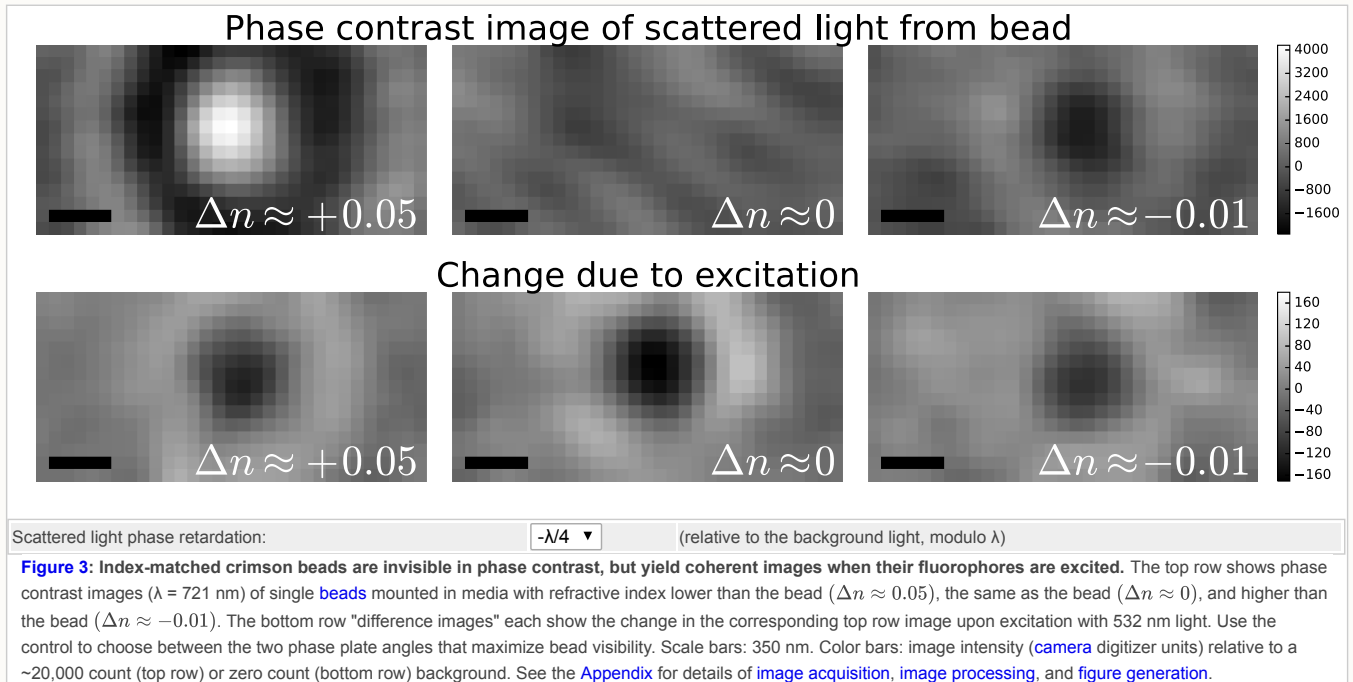 Phase contrast image of scattered light from bead
Δn ≈ +0.05
Δn ≈ 0
Δn ≈ −0.01
4000
3200
2400
1600
800
0
−800
−1600
Change due to excitation
Δn ≈ +0.05
Δn ≈ 0
Δn ≈ −0.01
160
120
80
40
0
−40
−80
−120
−160
Scattered light phase retardation: -λ/4 ▼ (relative to the background light, modulo λ)
Figure 3: Index-matched crimson beads are invisible in phase contrast, but yield coherent images when their fluorophores are excited. The top row shows phase
contrast images (λ = 721 nm) of single beads mounted in media with refractive index lower than the bead (Δn ≈ 0.05), the same as the bead (Δn ≈ 0), and higher than
the bead (Δn ≈ −0.01). The bottom row "difference images" each show the change in the corresponding top row image upon excitation with 532 nm light. Use the
control to choose between the two phase plate angles that maximize bead visibility. Scale bars: 350 nm. Color bars: image intensity (camera digitizer units) relative to a
~20,000 count (top row) or zero count (bottom row) background. See the Appendix for details of image acquisition, image processing, and figure generation.